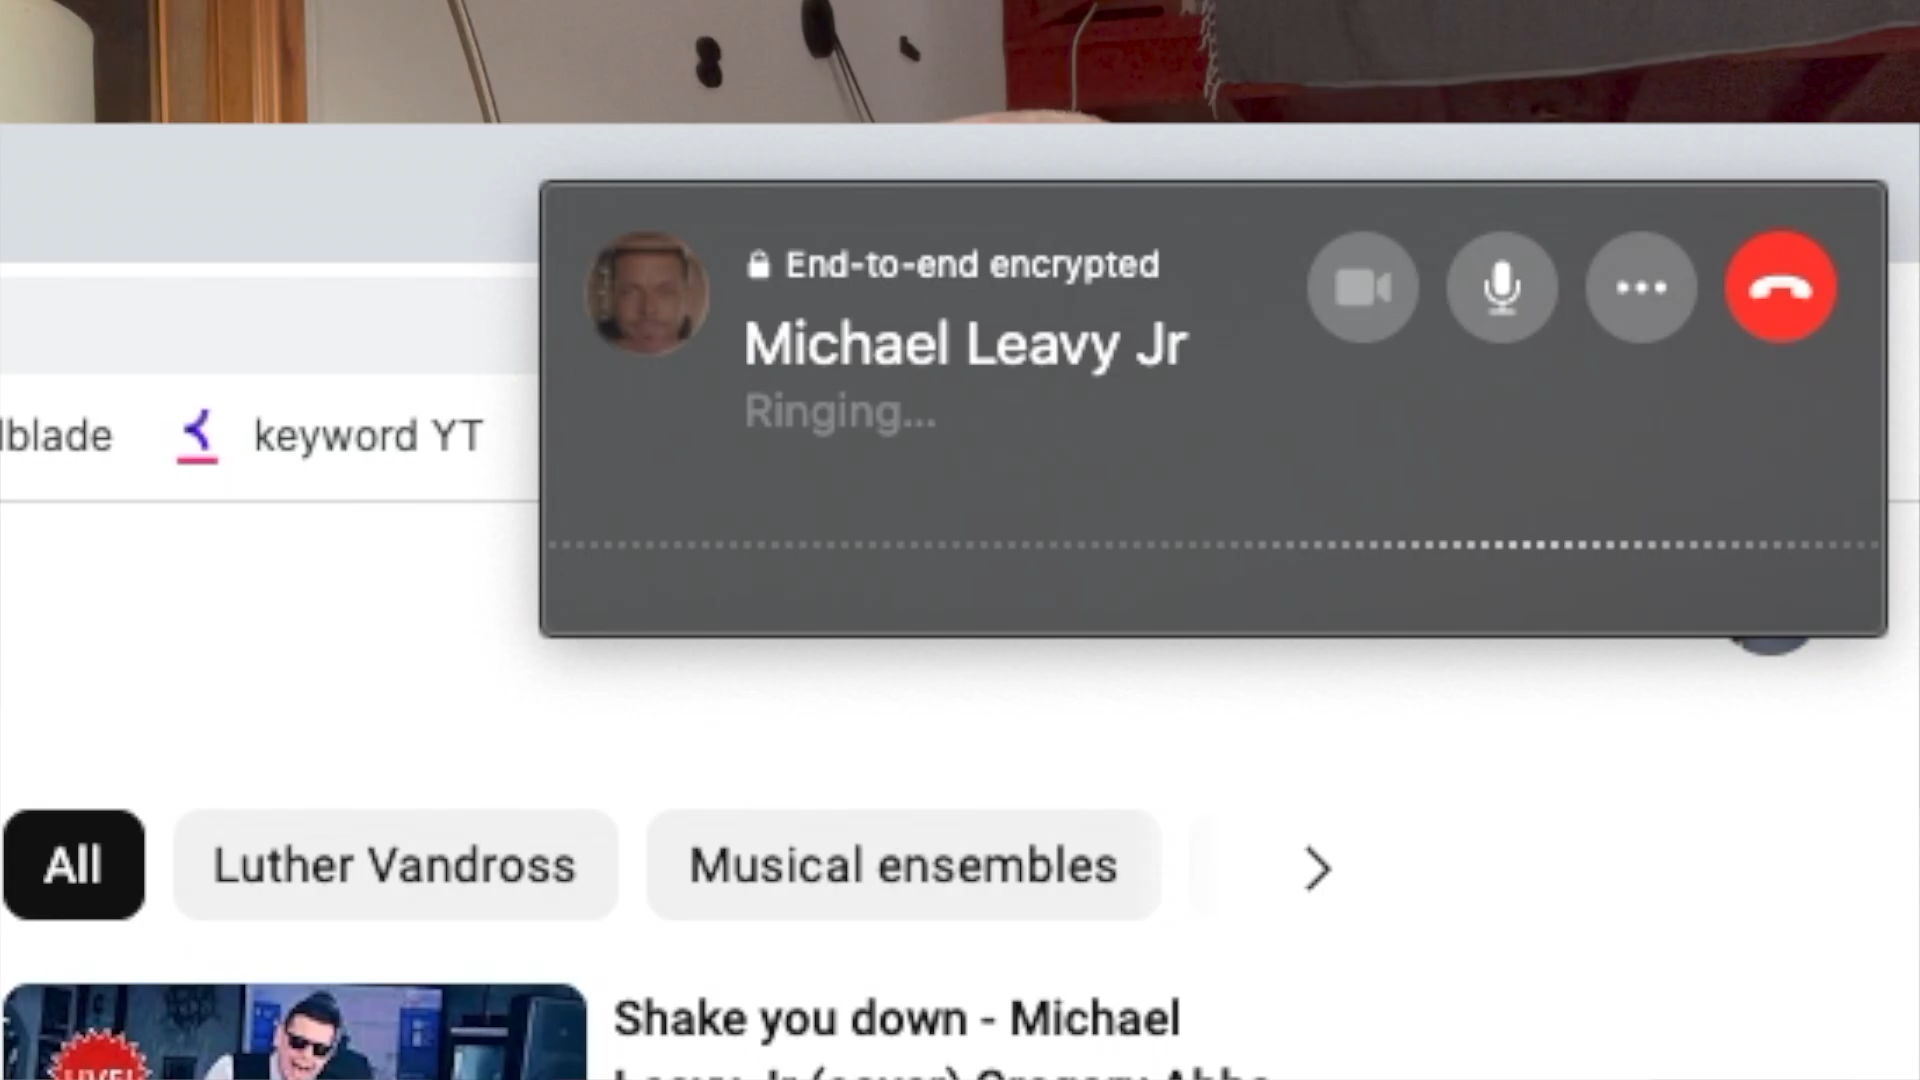 End-to-end encrypted
Michael Leavy Jr
Ringing...
lblade
keyword YT
All
Luther Vandross
Musical ensembles
Shake you down - Michael
LIVE!